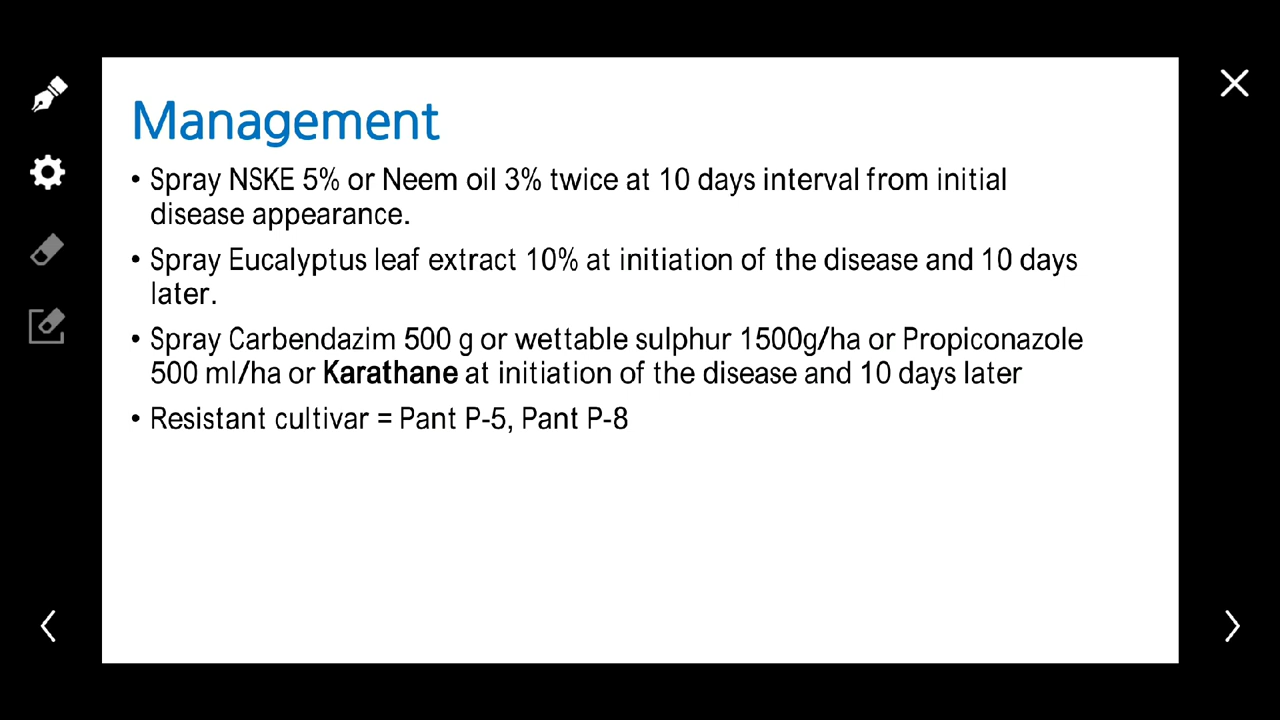 Management
• Spray NSKE 5% or Neem oil 3% twice at 10 days interval from initial
disease appearance.
• Spray Eucalyptus leaf extract 10% at initiation of the disease and 10 days
later.
• Spray Carbendazim 500 g or wettable sulphur 1500g/ha or Propiconazole
500 ml/ha or Karathane at initiation of the disease and 10 days later
• Resistant cultivar = Pant P-5, Pant P-8